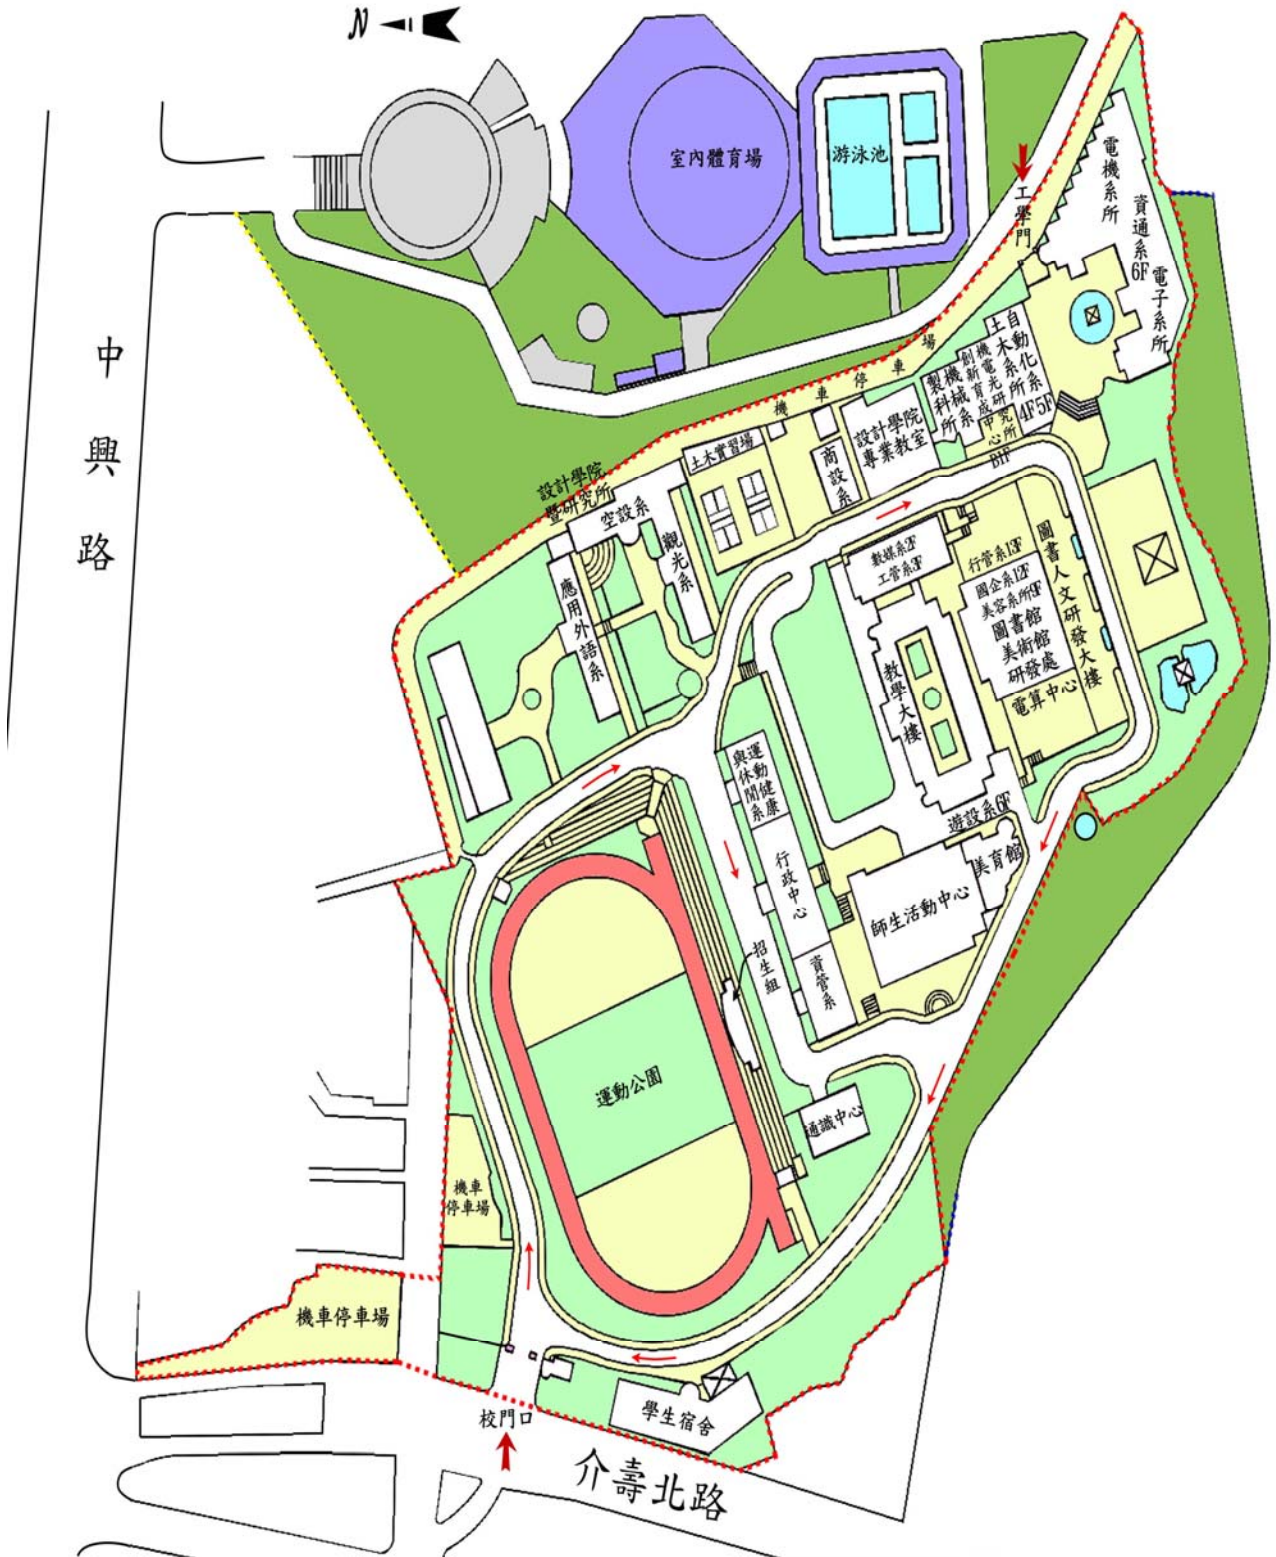 N
室內體育場
游泳池
工學門
電機系所
資通系6F
電子系所
中興路
自動化系5F
土木系所4F
機電光研究所
創新育成中心B1F
機械系
製科所
機車停車場
設計學院
專業教室
商設系
土木實習場
設計學院
暨研究所
空設系
觀光系
應用外語系
數媒系2F
工管系3F
行管系13F
國企系12F
美容系所9F
圖書館
美術館
研發處
電算中心
圖書人文研發大樓
教學大樓
遊設系6F
美育館
師生活動中心
運動健康
與休閒系
行政中心
資管系
招生組
運動公園
通識中心
機車
停車場
機車停車場
學生宿舍
校門口
介壽北路